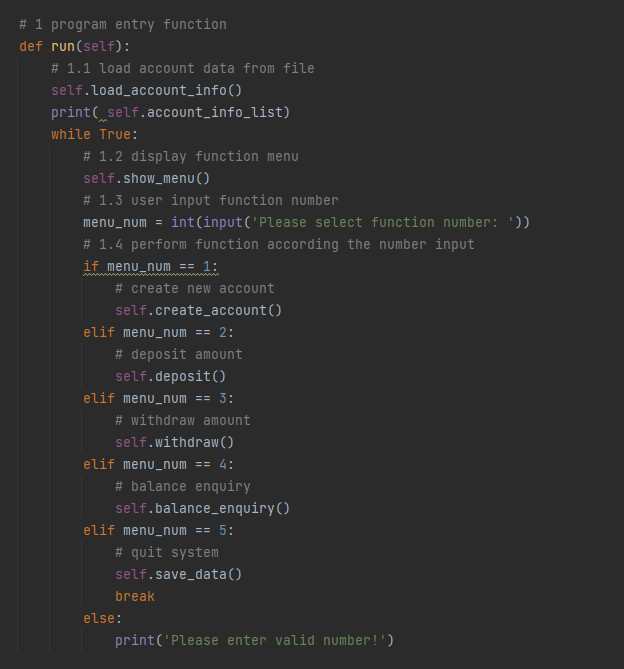 # 1 program entry function
def run(self):
    # 1.1 load account data from file
    self.load_account_info()
    print( self.account_info_list)
    while True:
        # 1.2 display function menu
        self.show_menu()
        # 1.3 user input function number
        menu_num = int(input('Please select function number: '))
        # 1.4 perform function according the number input
        if menu_num == 1:
            # create new account
            self.create_account()
        elif menu_num == 2:
            # deposit amount
            self.deposit()
        elif menu_num == 3:
            # withdraw amount
            self.withdraw()
        elif menu_num == 4:
            # balance enquiry
            self.balance_enquiry()
        elif menu_num == 5:
            # quit system
            self.save_data()
            break
        else:
            print('Please enter valid number!')